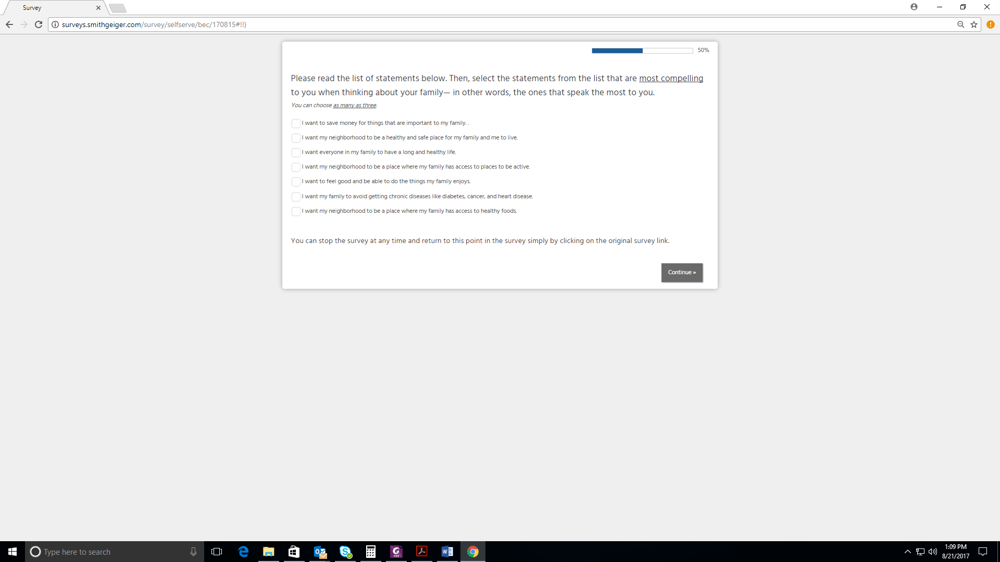 Survey
surveys.smithgeiger.com/survey/selfserve/bec/170815#!!)
50%
Please read the list of statements below. Then, select the statements from the list that are most compelling
to you when thinking about your family— in other words, the ones that speak the most to you.
You can choose as many as three.
I want to save money for things that are important to my family. .
I want my neighborhood to be a healthy and safe place for my family and me to live.
I want everyone in my family to have a long and healthy life.
I want my neighborhood to be a place where my family has access to places to be active.
I want to feel good and be able to do the things my family enjoys.
I want my family to avoid getting chronic diseases like diabetes, cancer, and heart disease.
I want my neighborhood to be a place where my family has access to healthy foods.
You can stop the survey at any time and return to this point in the survey simply by clicking on the original survey link.
Continue »
Type here to search
PDF
1:09 PM
8/21/2017